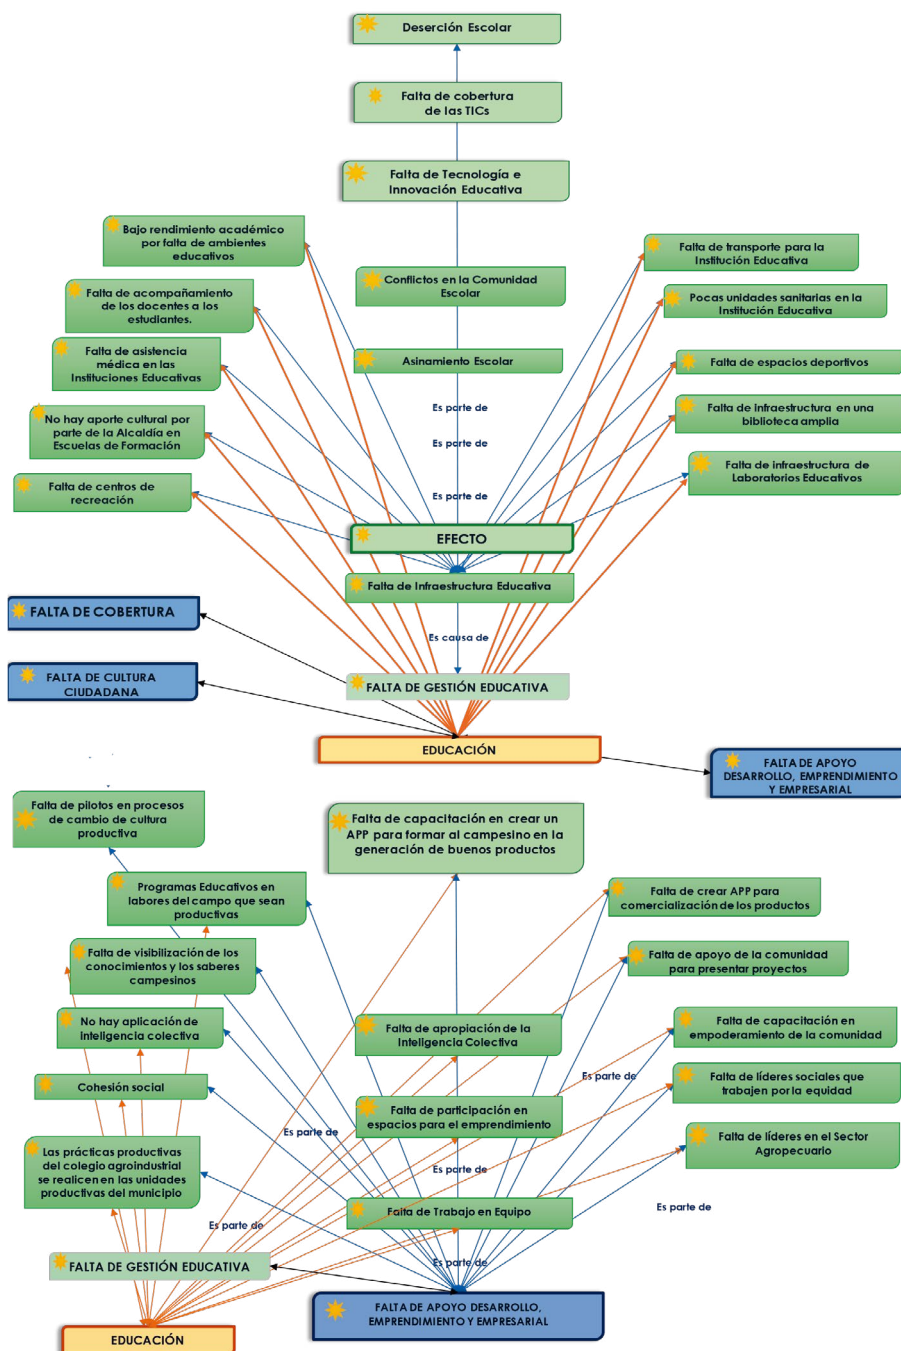 Deserción Escolar
Falta de cobertura
de las TICs
Falta de Tecnología e
Innovación Educativa
Bajo rendimiento académico
por falta de ambientes
educativos
Falta de transporte para la
Institución Educativa
Conflictos en la Comunidad
Escolar
Falta de acompañamiento
de los docentes a los
estudiantes.
Pocas unidades sanitarias en la
Institución Educativa
Falta de asistencia
médica en las
Instituciones Educativas
Asinamiento Escolar
Falta de espacios deportivos
Es parte de
No hay aporte cultural por
parte de la Alcaldía en
Escuelas de Formación
Falta de infraestructura en una
biblioteca amplia
Es parte de
Falta de centros de
recreación
Falta de infraestructura de
Laboratorios Educativos
Es parte de
EFECTO
Falta de Infraestructura Educativa
FALTA DE COBERTURA
Es causa de
FALTA DE CULTURA
CIUDADANA
FALTA DE GESTIÓN EDUCATIVA
EDUCACIÓN
FALTA DE APOYO
DESARROLLO, EMPRENDIMIENTO
Y EMPRESARIAL
Falta de pilotos en procesos
de cambio de cultura
productiva
Falta de capacitación en crear un
APP para formar al campesino en la
generación de buenos productos
Programas Educativos en
labores del campo que sean
productivas
Falta de crear APP para
comercialización de los productos
Falta de visibilización de los
conocimientos y los saberes
campesinos
Falta de apoyo de la comunidad
para presentar proyectos
No hay aplicación de
inteligencia colectiva
Falta de apropiación de la
Inteligencia Colectiva
Falta de capacitación en
empoderamiento de la comunidad
Es parte de
Cohesión social
Falta de líderes sociales que
trabajen por la equidad
Falta de participación en
espacios para el emprendimiento
Es parte de
Falta de líderes en el Sector
Agropecuario
Las prácticas productivas
del colegio agroindustrial
se realicen en las unidades
productivas del municipio
Es parte de
Es parte de
Falta de Trabajo en Equipo
Es parte de
FALTA DE GESTIÓN EDUCATIVA
Es parte de
FALTA DE APOYO DESARROLLO,
EMPRENDIMIENTO Y EMPRESARIAL
EDUCACIÓN